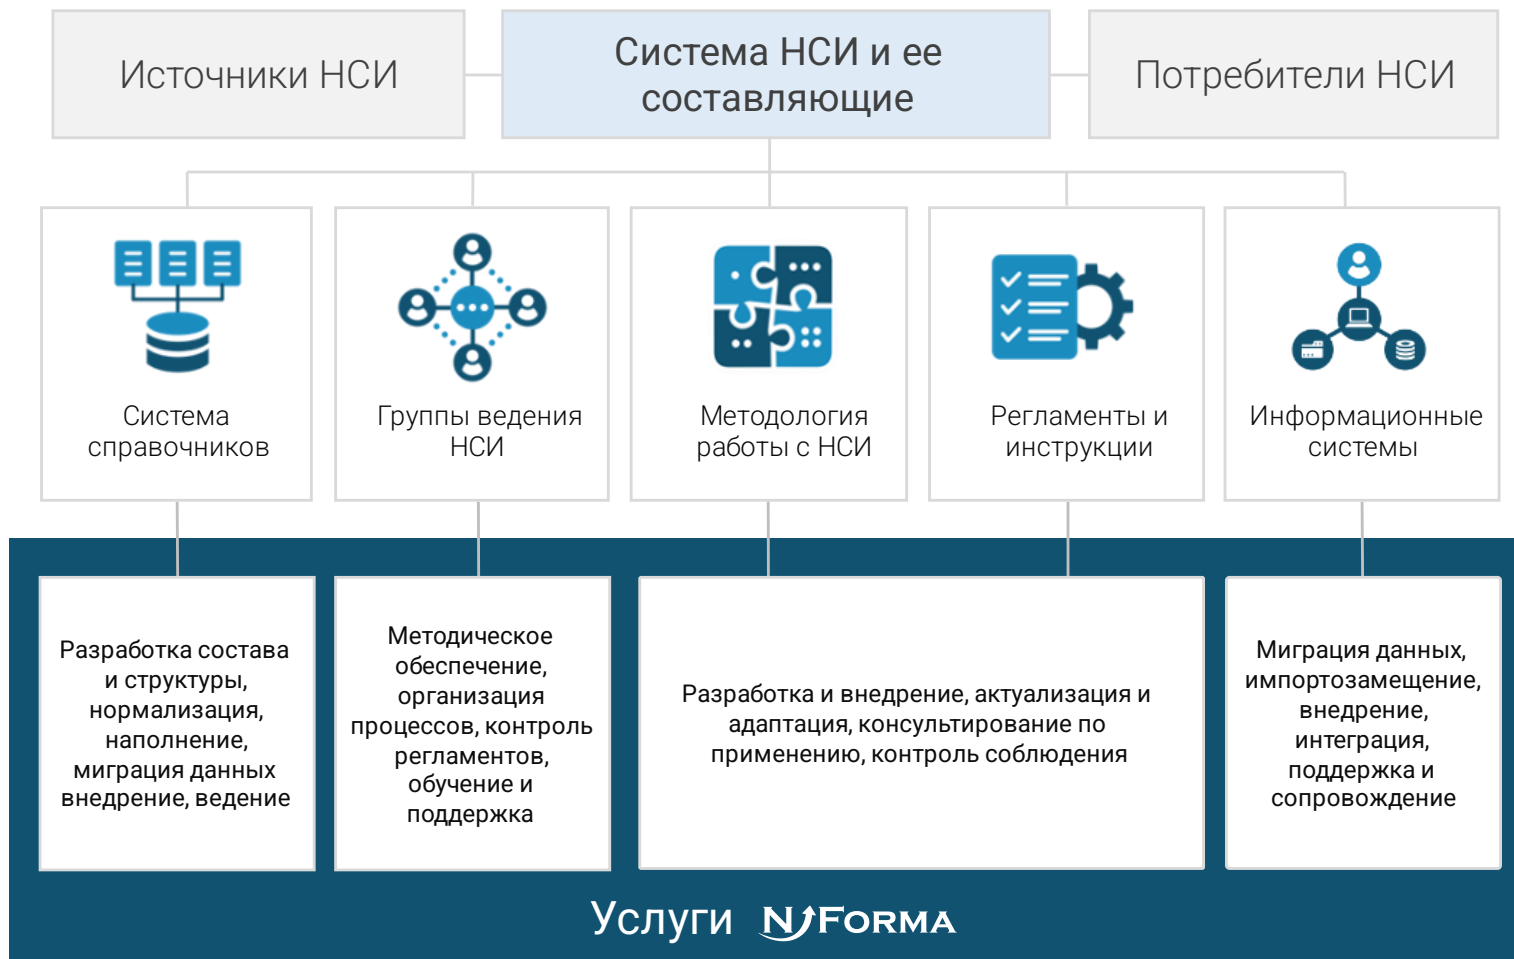 Источники НСИ
Система НСИ и ее
составляющие
Потребители НСИ
Система
справочников
Группы ведения
НСИ
Методология
работы с НСИ
Регламенты и
инструкции
Информационные
системы
Разработка состава
и структуры,
нормализация,
наполнение,
миграция данных
внедрение, ведение
Методическое
обеспечение,
организация
процессов, контроль
регламентов,
обучение и
поддержка
Разработка и внедрение, актуализация и
адаптация, консультирование по
применению, контроль соблюдения
Миграция данных,
импортозамещение,
внедрение,
интеграция,
поддержка и
сопровождение
Услуги NFORMA